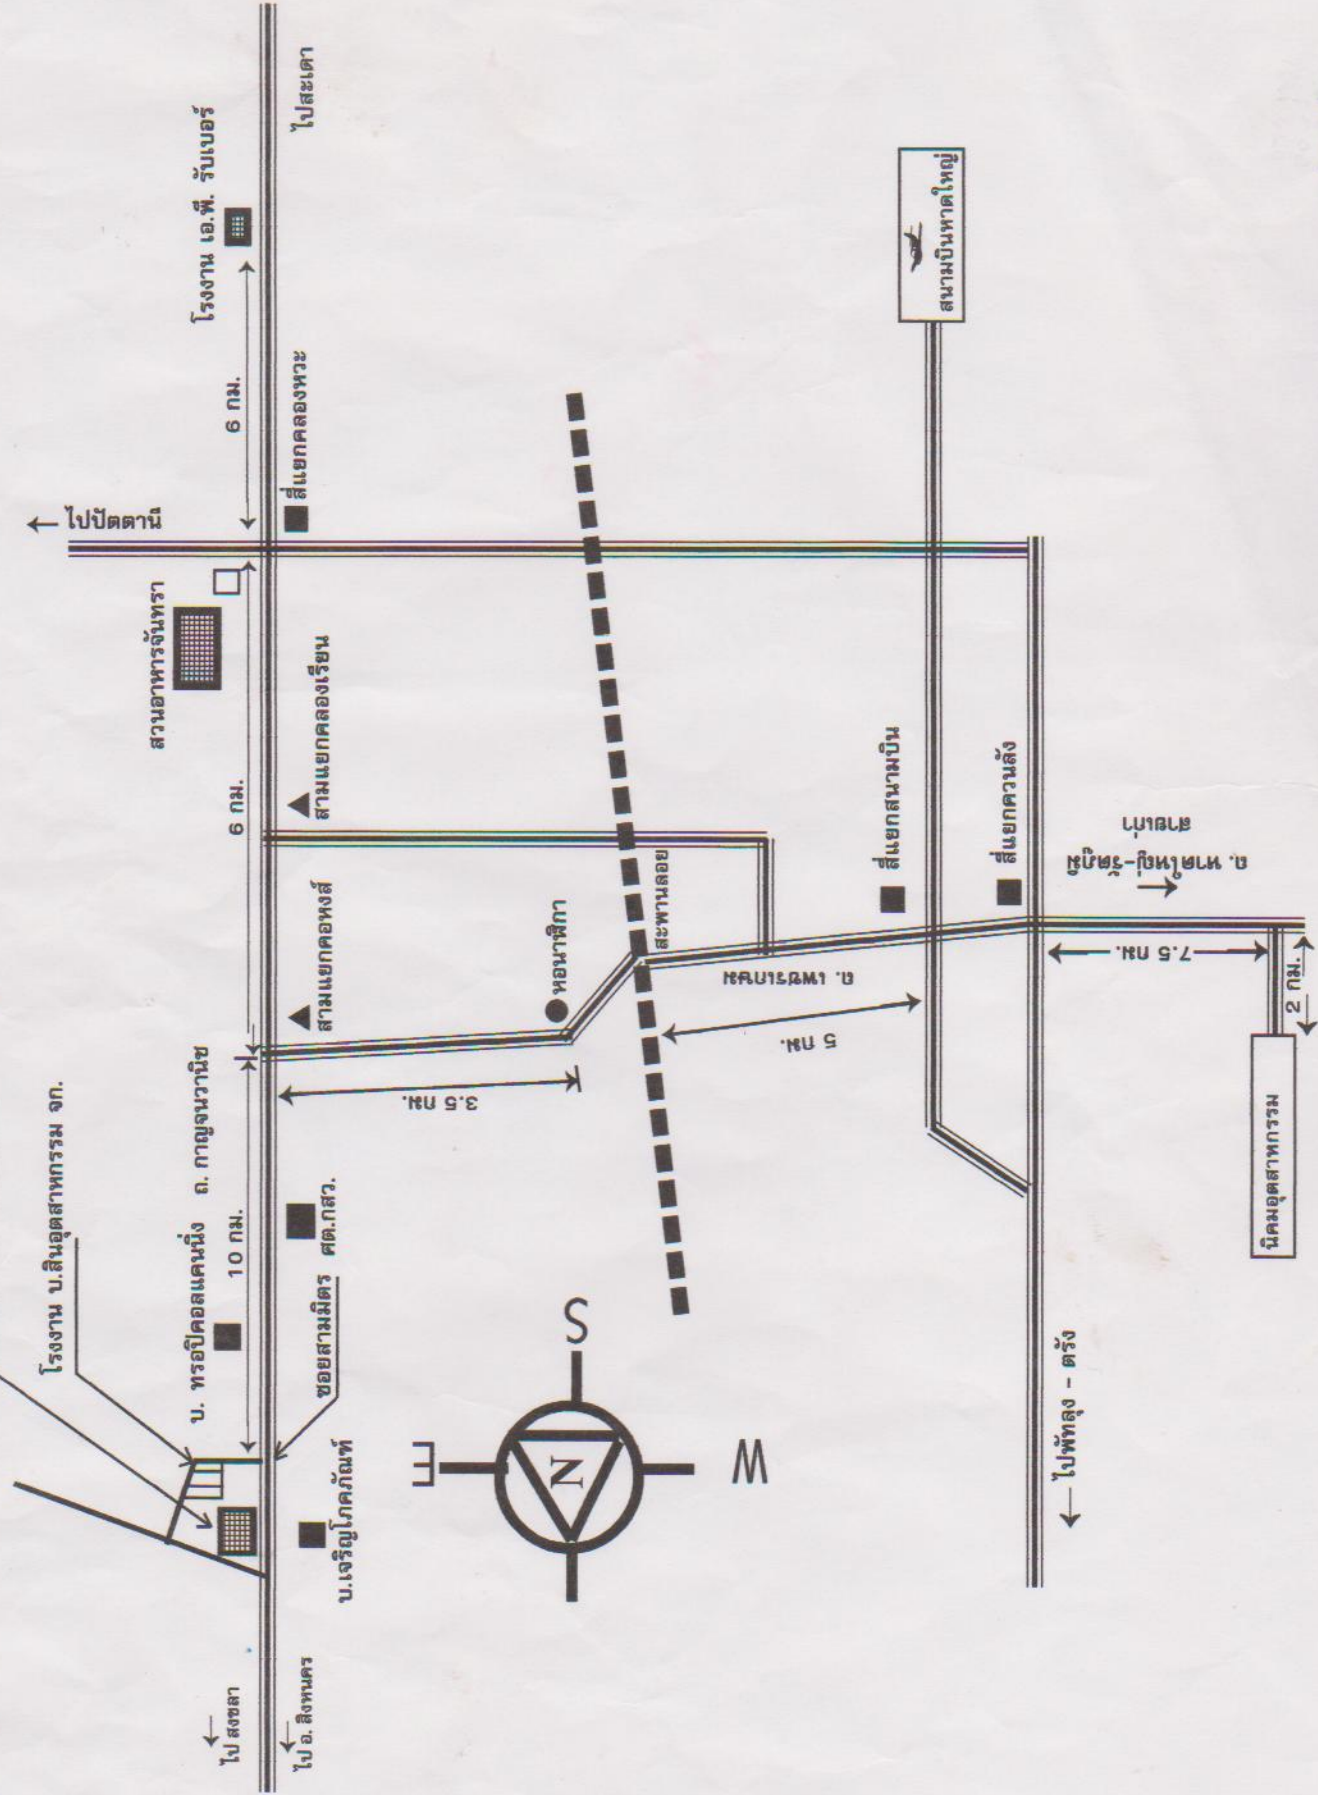 ← ไปปัตตานี
โรงงาน เอ.พี. รับเบอร์
ไปสะเดา
6 กม.
สี่แยกคลองหวะ
สวนอาหารจันทรา
6 กม.
สามแยกคลองเรียน
สามแยกคอหงส์
หอนาฬิกา
สะพานลอย
3.5 กม.
ถ. เพชรเกษม
5 กม.
สนามบินหาดใหญ่
สี่แยกสนามบิน
สี่แยกควนลัง
ถ. หาดใหญ่-รัตภูมิ
สายเก่า
7.5 กม.
2 กม.
นิคมอุตสาหกรรม
← ไปพัทลุง - ตรัง
โรงงาน บ.สินอุตสาหกรรม จก.
บ. ทรอปิคอลแคนนิ่ง
ถ. กาญจนวานิช
10 กม.
ศต.กสว.
ซอยสามมิตร
บ.เจริญโภคภัณฑ์
ไป สงขลา
ไป อ. สิงหนคร
E
S
N
W